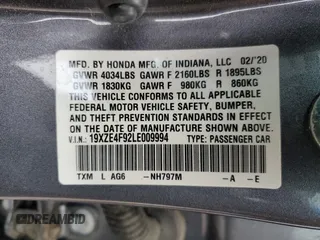 MFD. BY HONDA MFG. OF INDIANA, LLC 02/'20
GVWR 4034LBS GAWR F 2160LBS R 1895LBS
GVWR 1830KG GAWR F 980KG R 860KG
THIS VEHICLE CONFORMS TO ALL APPLICABLE
FEDERAL MOTOR VEHICLE SAFETY, BUMPER,
AND THEFT PREVENTION STANDARDS IN EFFECT ON
THE DATE OF MANUFACTURE SHOWN ABOVE.
V.I.N.: 19XZE4F92LE009994 TYPE: PASSENGER CAR
TXM L AG6 -NH797M -A -E
DIRECTBIDCARS.COM